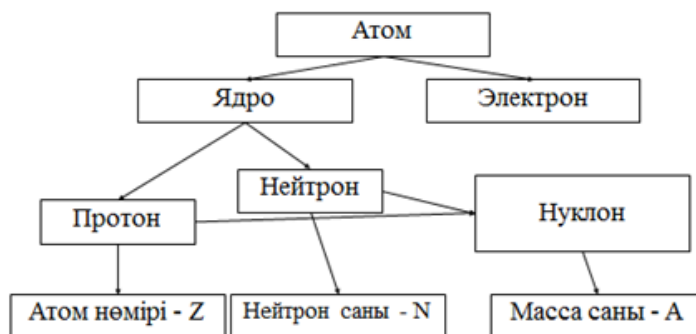 Атом
Ядро
Электрон
Протон
Нейтрон
Нуклон
Атом нөмірі - Z
Нейтрон саны - N
Масса саны - A